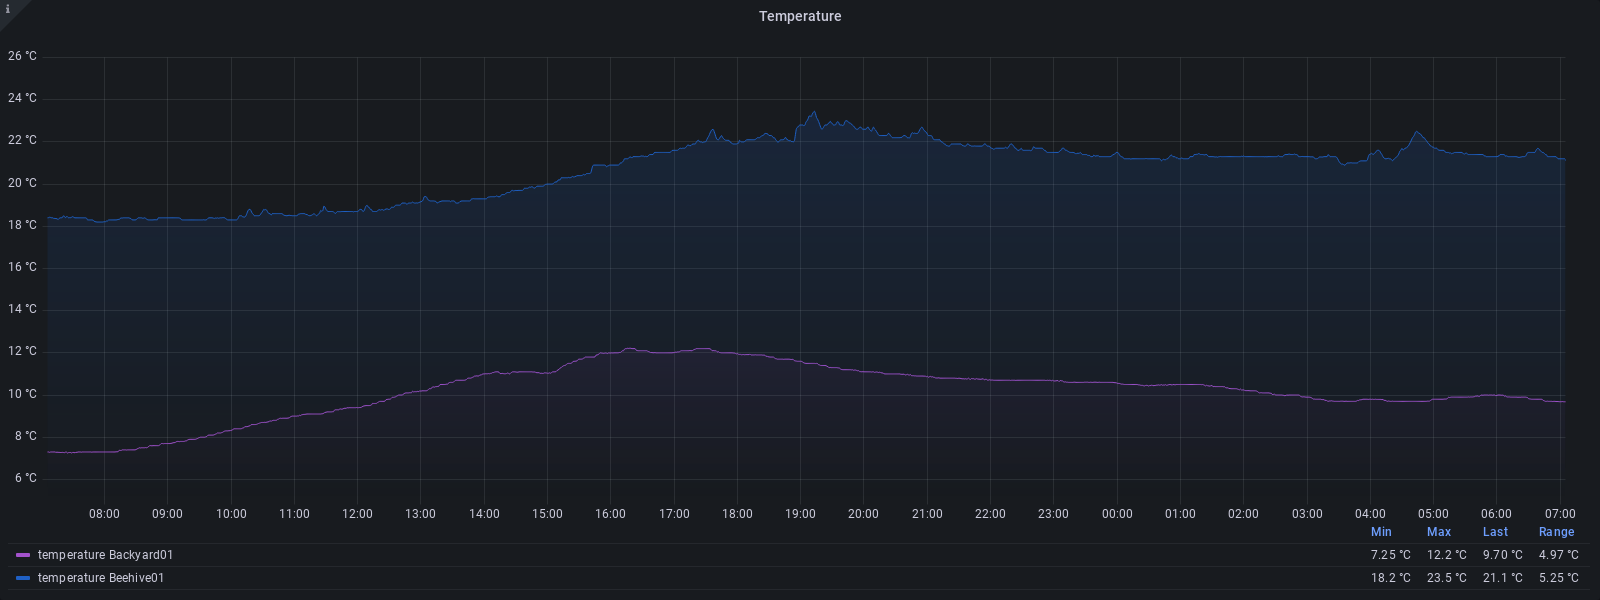 i
Temperature
26 °C
24 °C
22 °C
20 °C
18 °C
16 °C
14 °C
12 °C
10 °C
8 °C
6 °C
08:00 09:00 10:00 11:00 12:00 13:00 14:00 15:00 16:00 17:00 18:00 19:00 20:00 21:00 22:00 23:00 00:00 01:00 02:00 03:00 04:00 05:00 06:00 07:00
Min Max Last Range
temperature Backyard01 7.25 °C 12.2 °C 9.70 °C 4.97 °C
temperature Beehive01 18.2 °C 23.5 °C 21.1 °C 5.25 °C